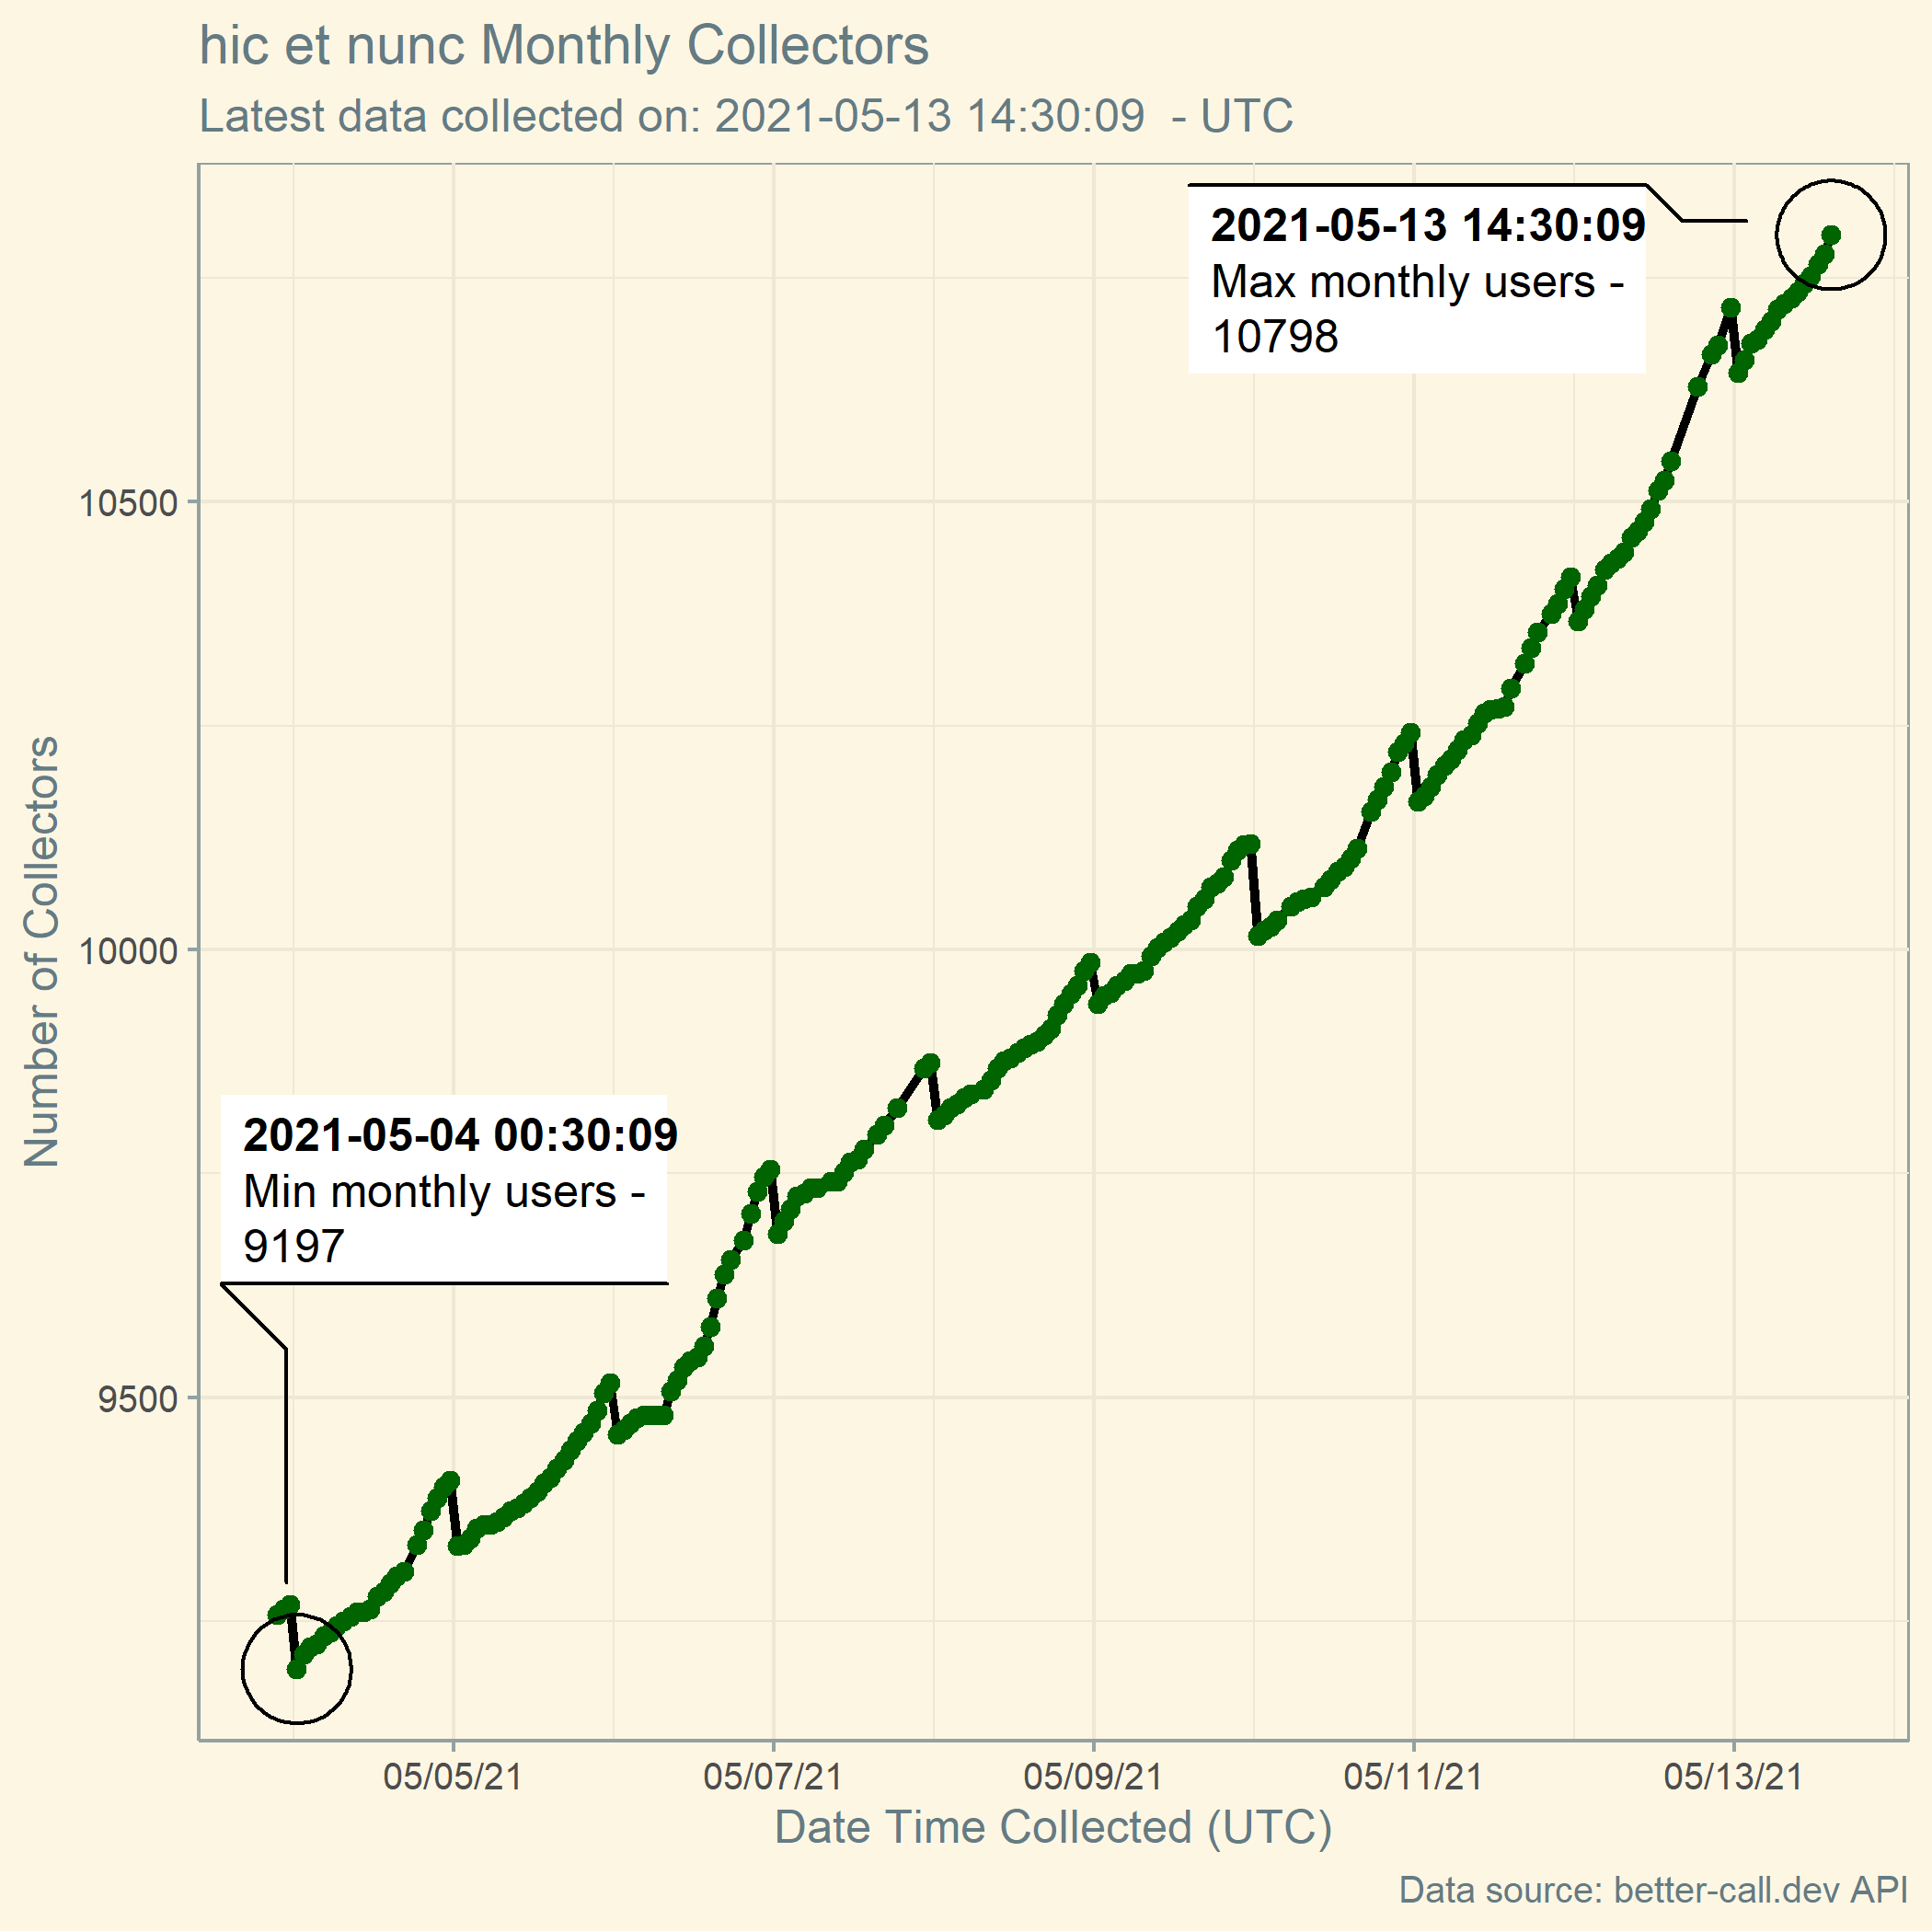 hic et nunc Monthly Collectors
Latest data collected on: 2021-05-13 14:30:09  - UTC
2021-05-13 14:30:09
Max monthly users -
10798
10500
10000
9500
Number of Collectors
2021-05-04 00:30:09
Min monthly users -
9197
05/05/21
05/07/21
05/09/21
05/11/21
05/13/21
Date Time Collected (UTC)
Data source: better-call.dev API